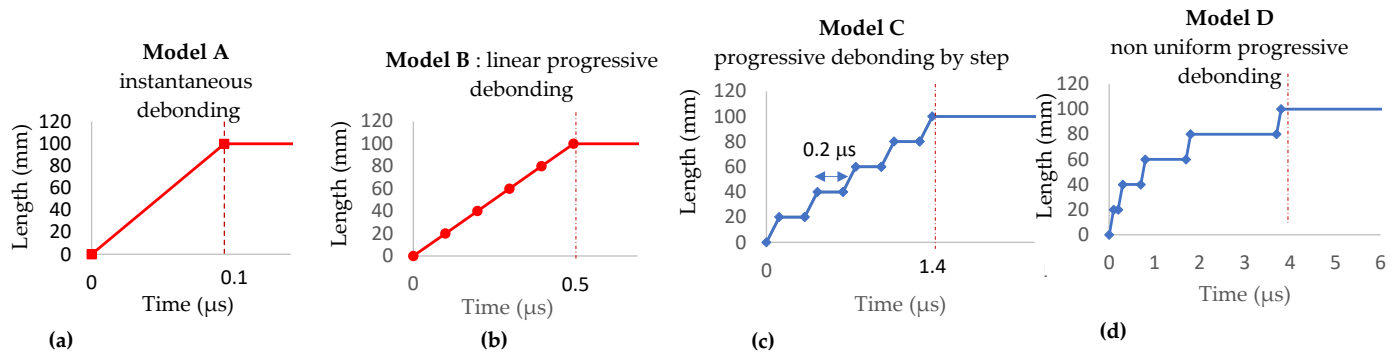 Model A
instantaneous
debonding
Length (mm)
120
100
80
60
40
20
0
0
0.1
Time (µs)
(a)
Model B : linear progressive
debonding
Length (mm)
120
100
80
60
40
20
0
0
0.5
Time (µs)
(b)
Model C
progressive debonding by step
Length (mm)
120
100
80
60
40
20
0
0.2 µs
0
1.4
Time (µs)
(c)
Model D
non uniform progressive
debonding
Length (mm)
120
100
80
60
40
20
0
0 1 2 3 4 5 6
Time (µs)
(d)